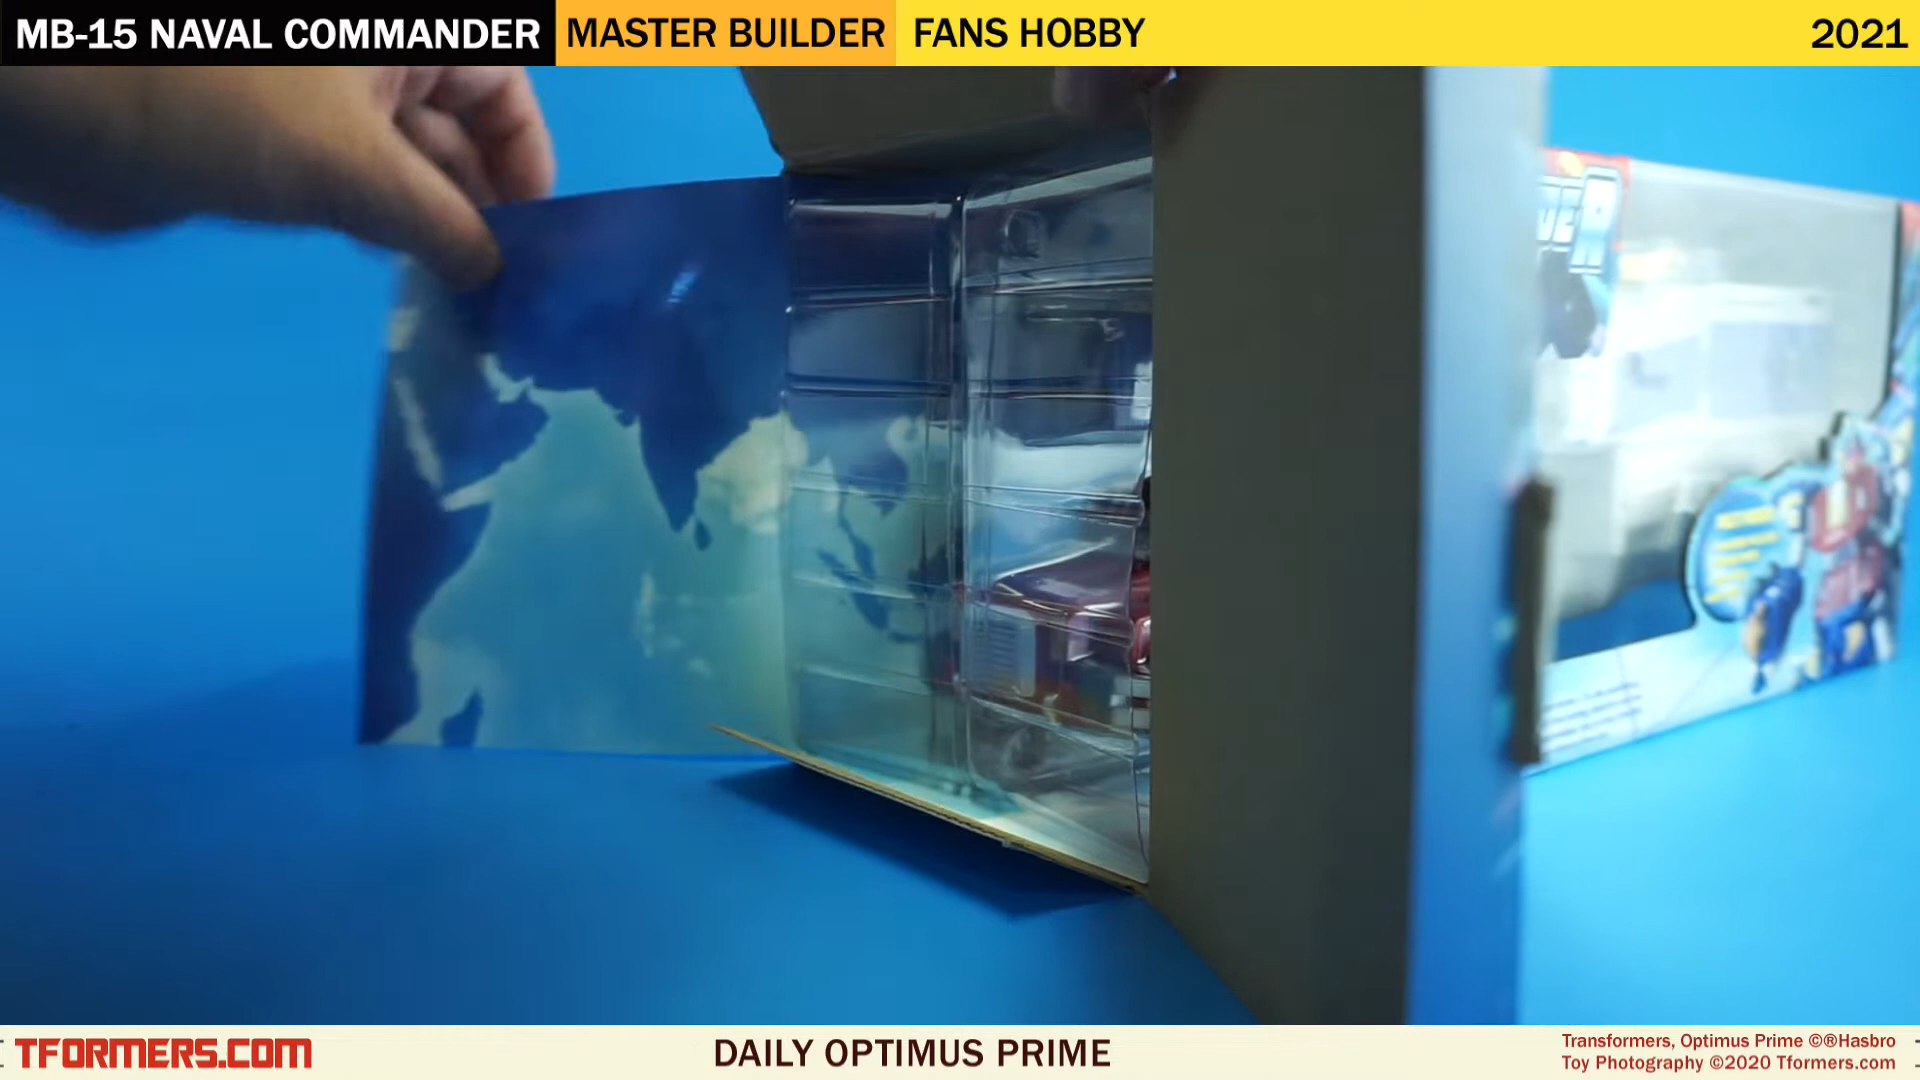 MB-15 NAVAL COMMANDER
MASTER BUILDER
FANS HOBBY
2021
TFORMERS.COM
DAILY OPTIMUS PRIME
Transformers, Optimus Prime ©®Hasbro
Toy Photography ©2020 Tformers.com